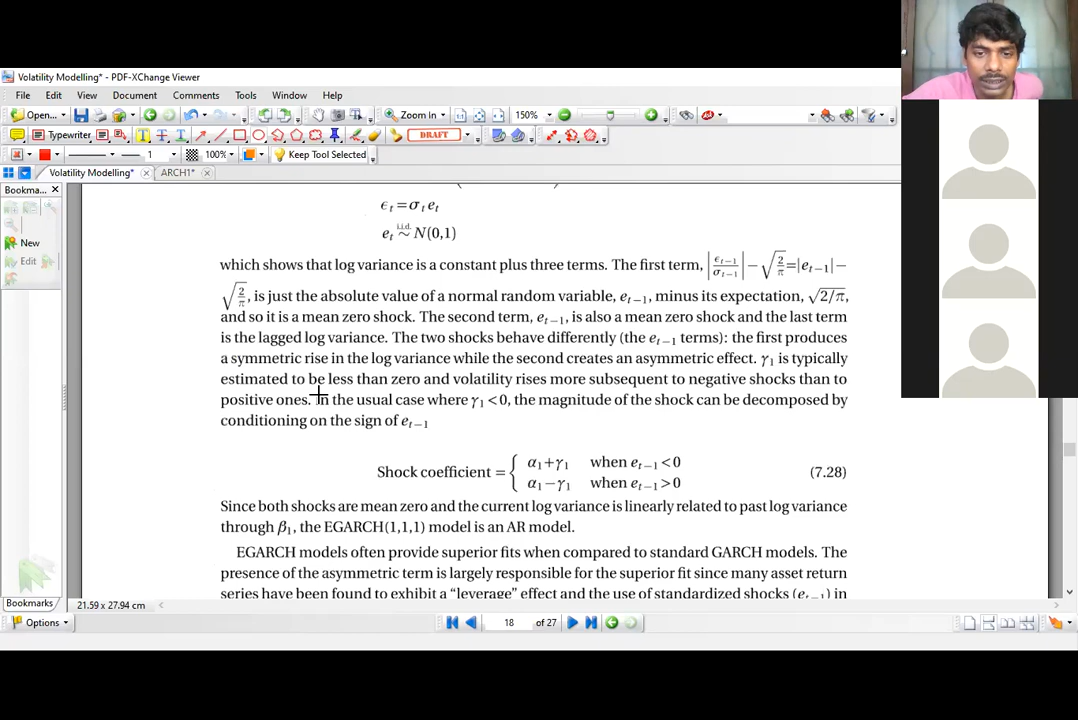 Volatility Modelling* - PDF-XChange Viewer
File Edit View Document Comments Tools Window Help
Open... Zoom In 150%
Typewriter DRAFT
1 100% Keep Tool Selected
Bookma... Volatility Modelling* ARCH1*
New
Edit
ϵt = σt et
et i.i.d. ∼ N(0,1)
which shows that log variance is a constant plus three terms. The first term, |ϵt−1/σt−1| − √(2/π) = |et−1| −
√(2/π), is just the absolute value of a normal random variable, et−1, minus its expectation, √2/π,
and so it is a mean zero shock. The second term, et−1, is also a mean zero shock and the last term
is the lagged log variance. The two shocks behave differently (the et−1 terms): the first produces
a symmetric rise in the log variance while the second creates an asymmetric effect. γ1 is typically
estimated to be less than zero and volatility rises more subsequent to negative shocks than to
positive ones. In the usual case where γ1 < 0, the magnitude of the shock can be decomposed by
conditioning on the sign of et−1
Shock coefficient = { α1 + γ1 when et−1 < 0
α1 − γ1 when et−1 > 0 (7.28)
Since both shocks are mean zero and the current log variance is linearly related to past log variance
through β1, the EGARCH(1,1,1) model is an AR model.
EGARCH models often provide superior fits when compared to standard GARCH models. The
presence of the asymmetric term is largely responsible for the superior fit since many asset return
series have been found to exhibit a “leverage” effect and the use of standardized shocks (et−1) in
Bookmarks 21.59 x 27.94 cm
Options 18 of 27